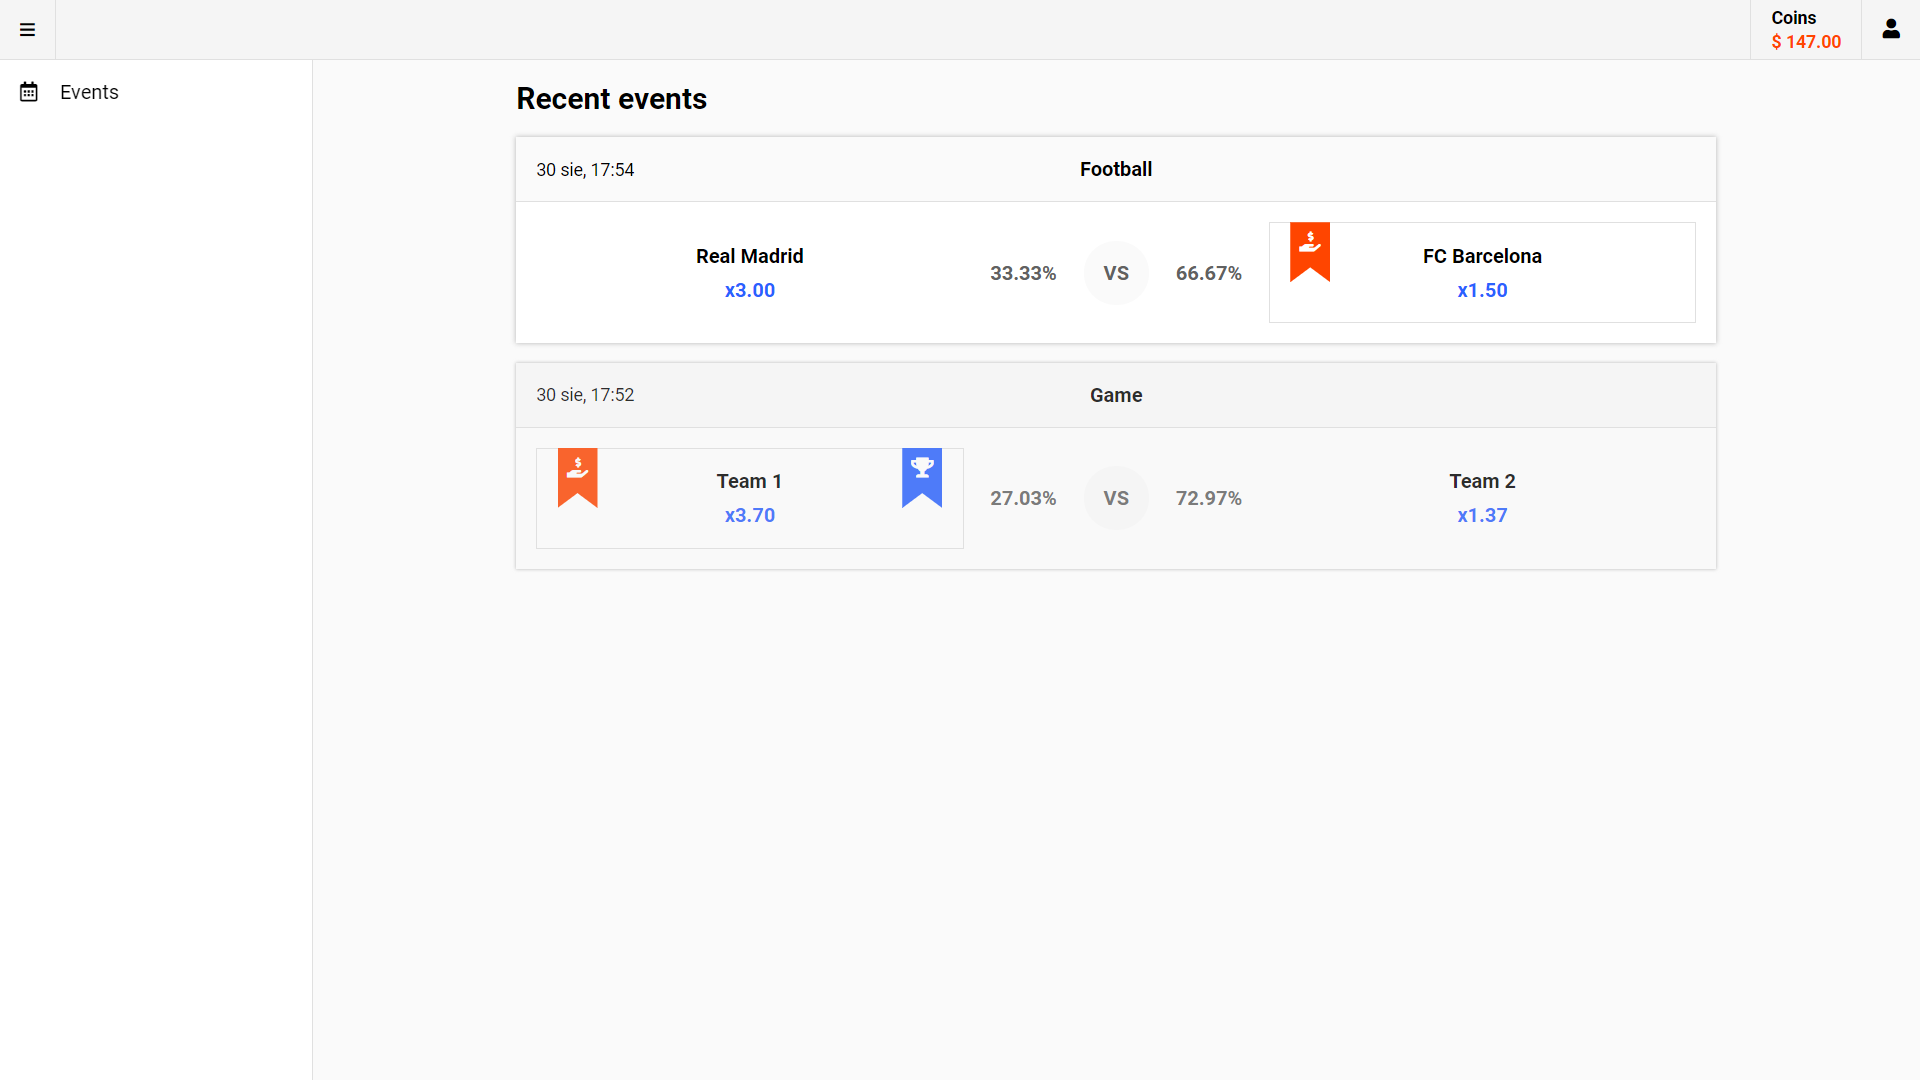 Coins
$ 147.00
Events
Recent events
30 sie, 17:54
Football
Real Madrid
x3.00
33.33%
VS
66.67%
$
FC Barcelona
x1.50
30 sie, 17:52
Game
$
Team 1
x3.70
27.03%
VS
72.97%
Team 2
x1.37